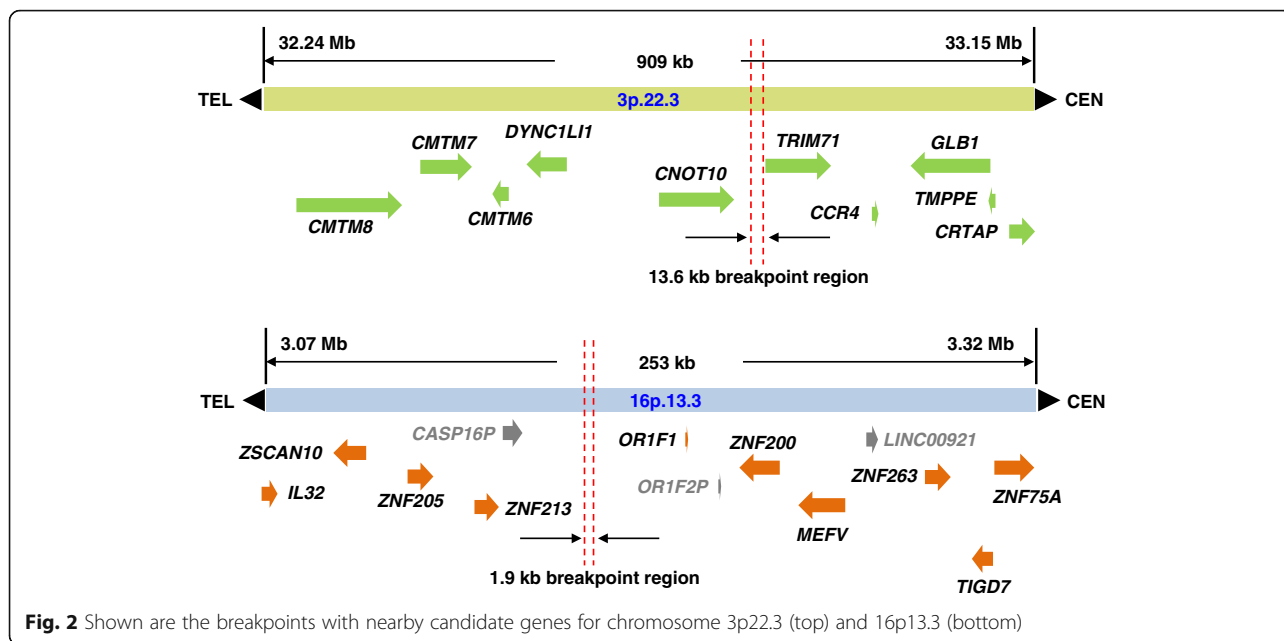 32.24 Mb 33.15 Mb
909 kb
TEL 3p.22.3 CEN
CMTM7 DYNC1LI1 TRIM71 GLB1
CNOT10
CMTM8 CMTM6 CCR4 TMPPE
CRTAP
13.6 kb breakpoint region
3.07 Mb 3.32 Mb
253 kb
TEL 16p.13.3 CEN
CASP16P OR1F1 ZNF200 LINC00921
ZSCAN10 ZNF263
IL32 ZNF205 ZNF213 OR1F2P MEFV ZNF75A
1.9 kb breakpoint region TIGD7
Fig. 2 Shown are the breakpoints with nearby candidate genes for chromosome 3p22.3 (top) and 16p13.3 (bottom)